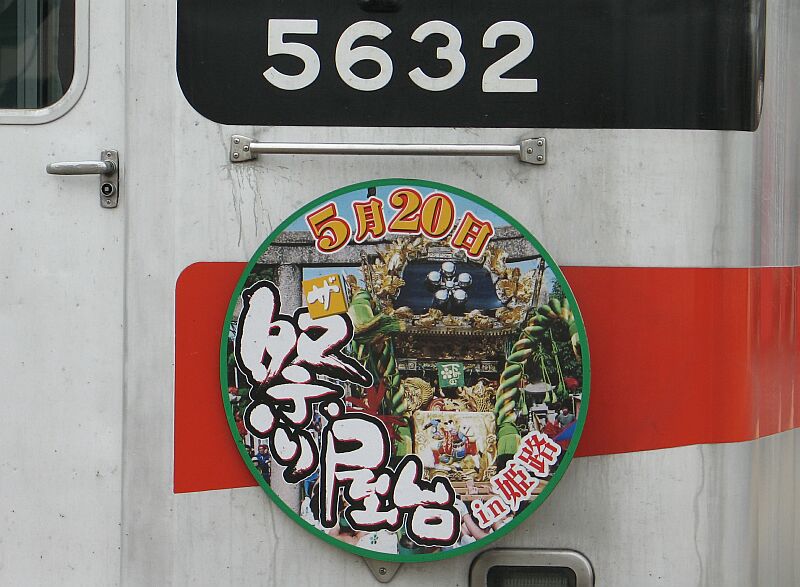 5632
5月20日
ザ
祭り
屋台
in姫路